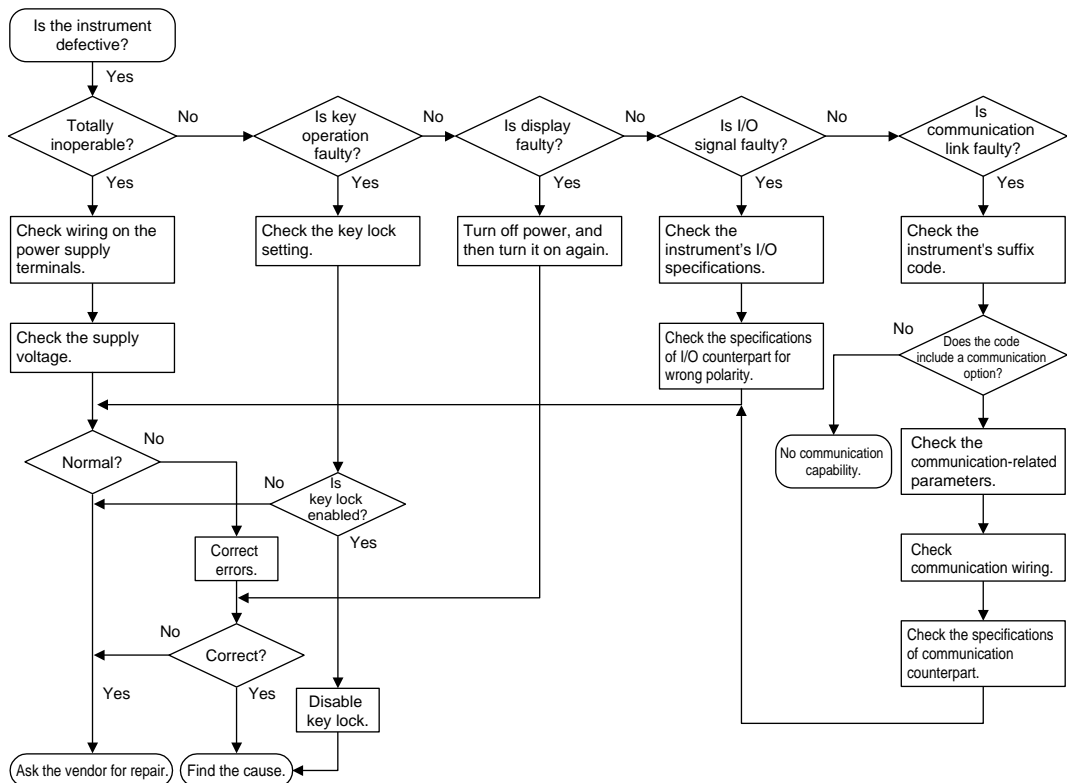 Is the instrument
defective?
Yes
Totally
inoperable?
No
Is key
operation
faulty?
No
Is display
faulty?
No
Is I/O
signal faulty?
No
Is
communication
link faulty?
Yes
Yes
Yes
Yes
Yes
Check wiring on the
power supply
terminals.
Check the key lock
setting.
Turn off power, and
then turn it on again.
Check the
instrument’s I/O
specifications.
Check the
instrument's suffix
code.
Check the supply
voltage.
Check the specifications
of I/O counterpart for
wrong polarity.
No
Does the code
include a communication
option?
No communication
capability.
Check the
communication-related
parameters.
Normal?
No
No
Is
key lock
enabled?
Yes
Correct
errors.
Check
communication wiring.
No
Correct?
Check the specifications
of communication
counterpart.
Yes
Yes
Disable
key lock.
Ask the vendor for repair.
Find the cause.